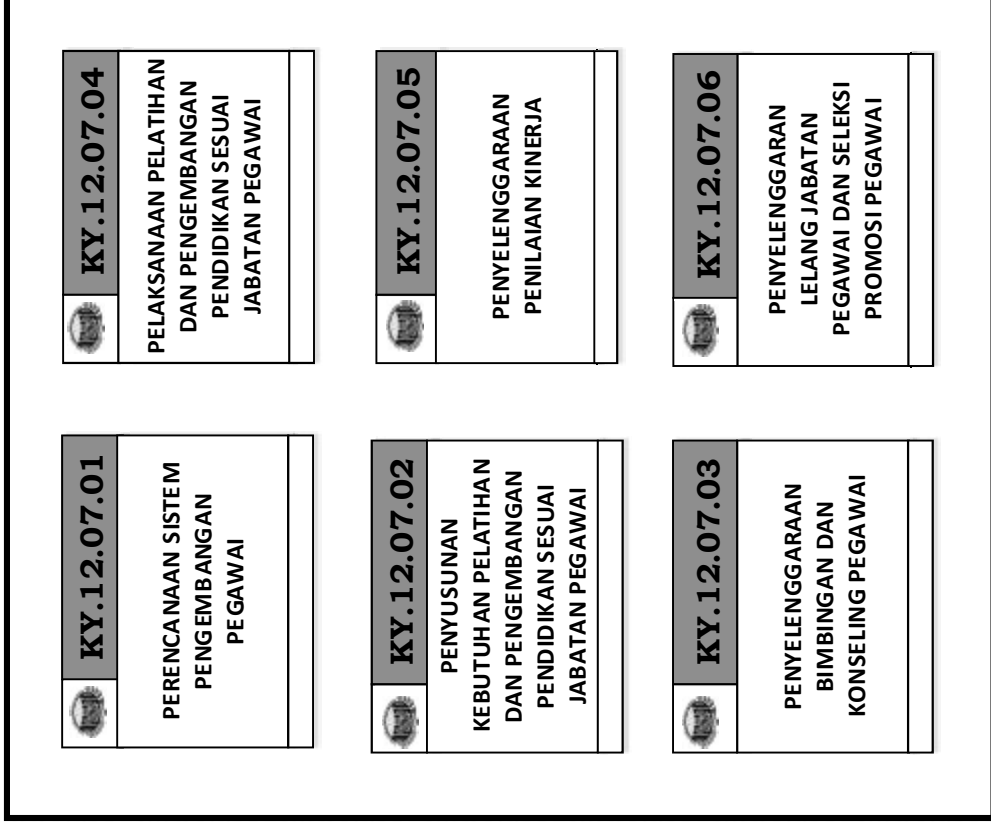 KY.12.07.01
PERENCANAAN SISTEM
PENGEMBANGAN
PEGAWAI
KY.12.07.02
PENYUSUNAN
KEBUTUHAN PELATIHAN
DAN PENGEMBANGAN
PENDIDIKAN SESUAI
JABATAN PEGAWAI
KY.12.07.03
PENYELENGGARAAN
BIMBINGAN DAN
KONSELING PEGAWAI
KY.12.07.04
PELAKSANAAN PELATIHAN
DAN PENGEMBANGAN
PENDIDIKAN SESUAI
JABATAN PEGAWAI
KY.12.07.05
PENYELENGGARAAN
PENILAIAN KINERJA
KY.12.07.06
PENYELENGGARAN
LELANG JABATAN
PEGAWAI DAN SELEKSI
PROMOSI PEGAWAI